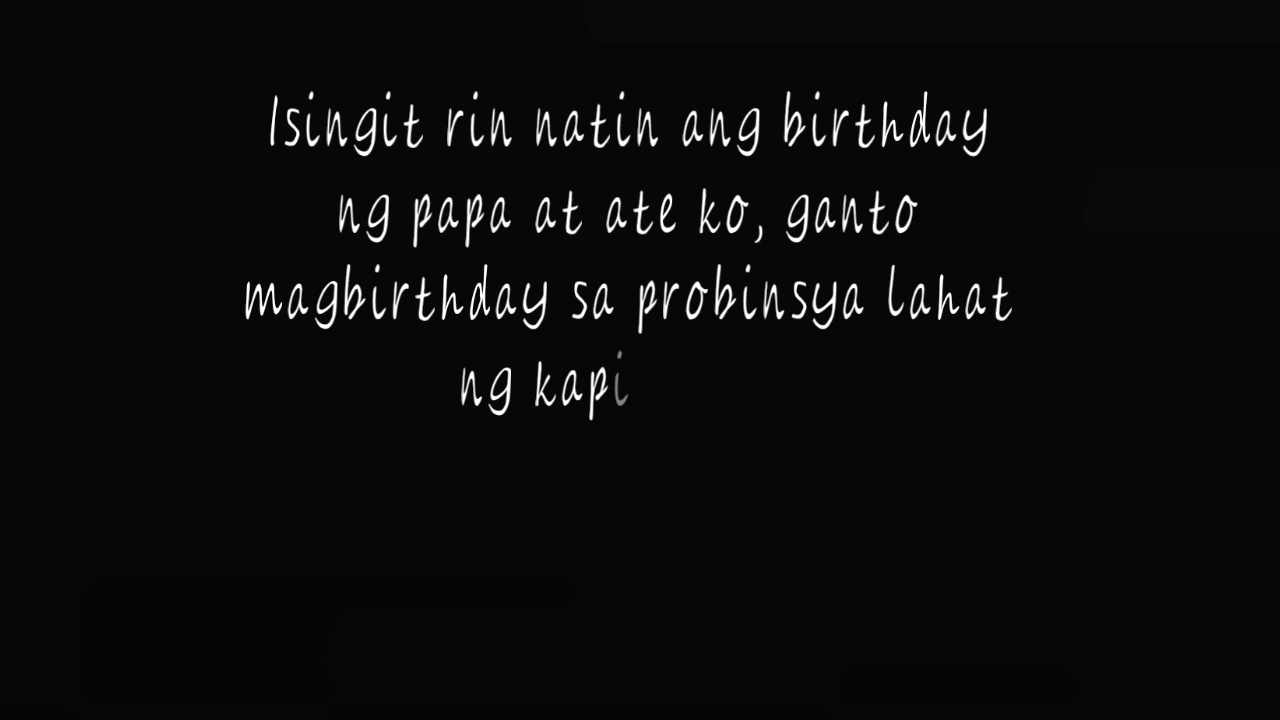 Isingit rin natin ang birthday
ng papa at ate ko, ganto
magbirthday sa probinsya lahat
ng kapi